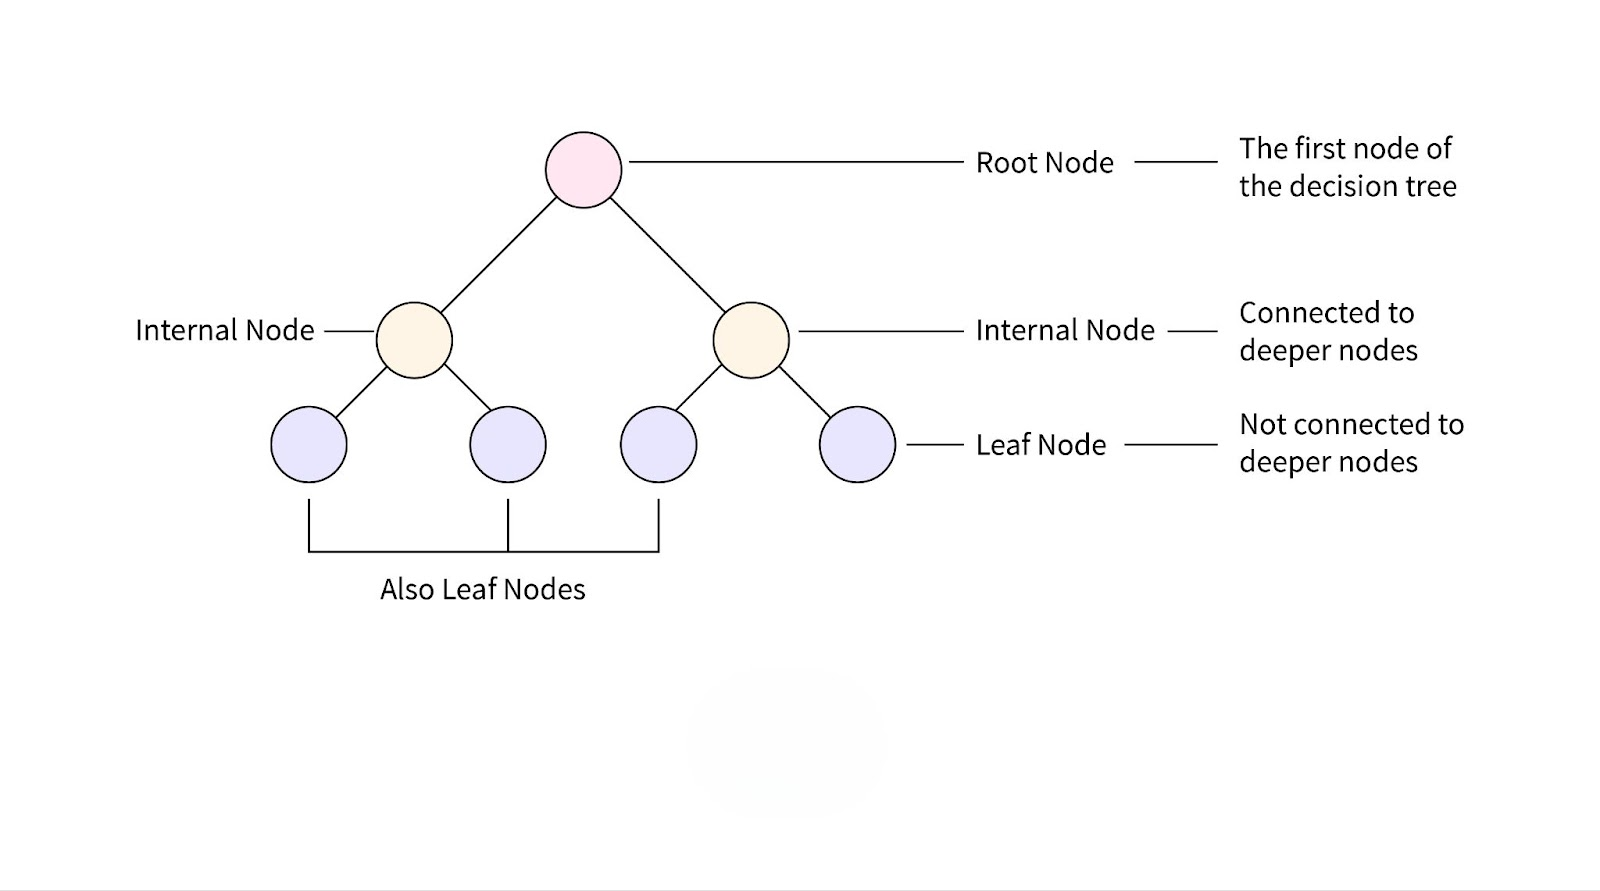 Root Node
The first node of
the decision tree
Internal Node
Internal Node
Connected to
deeper nodes
Leaf Node
Not connected to
deeper nodes
Also Leaf Nodes